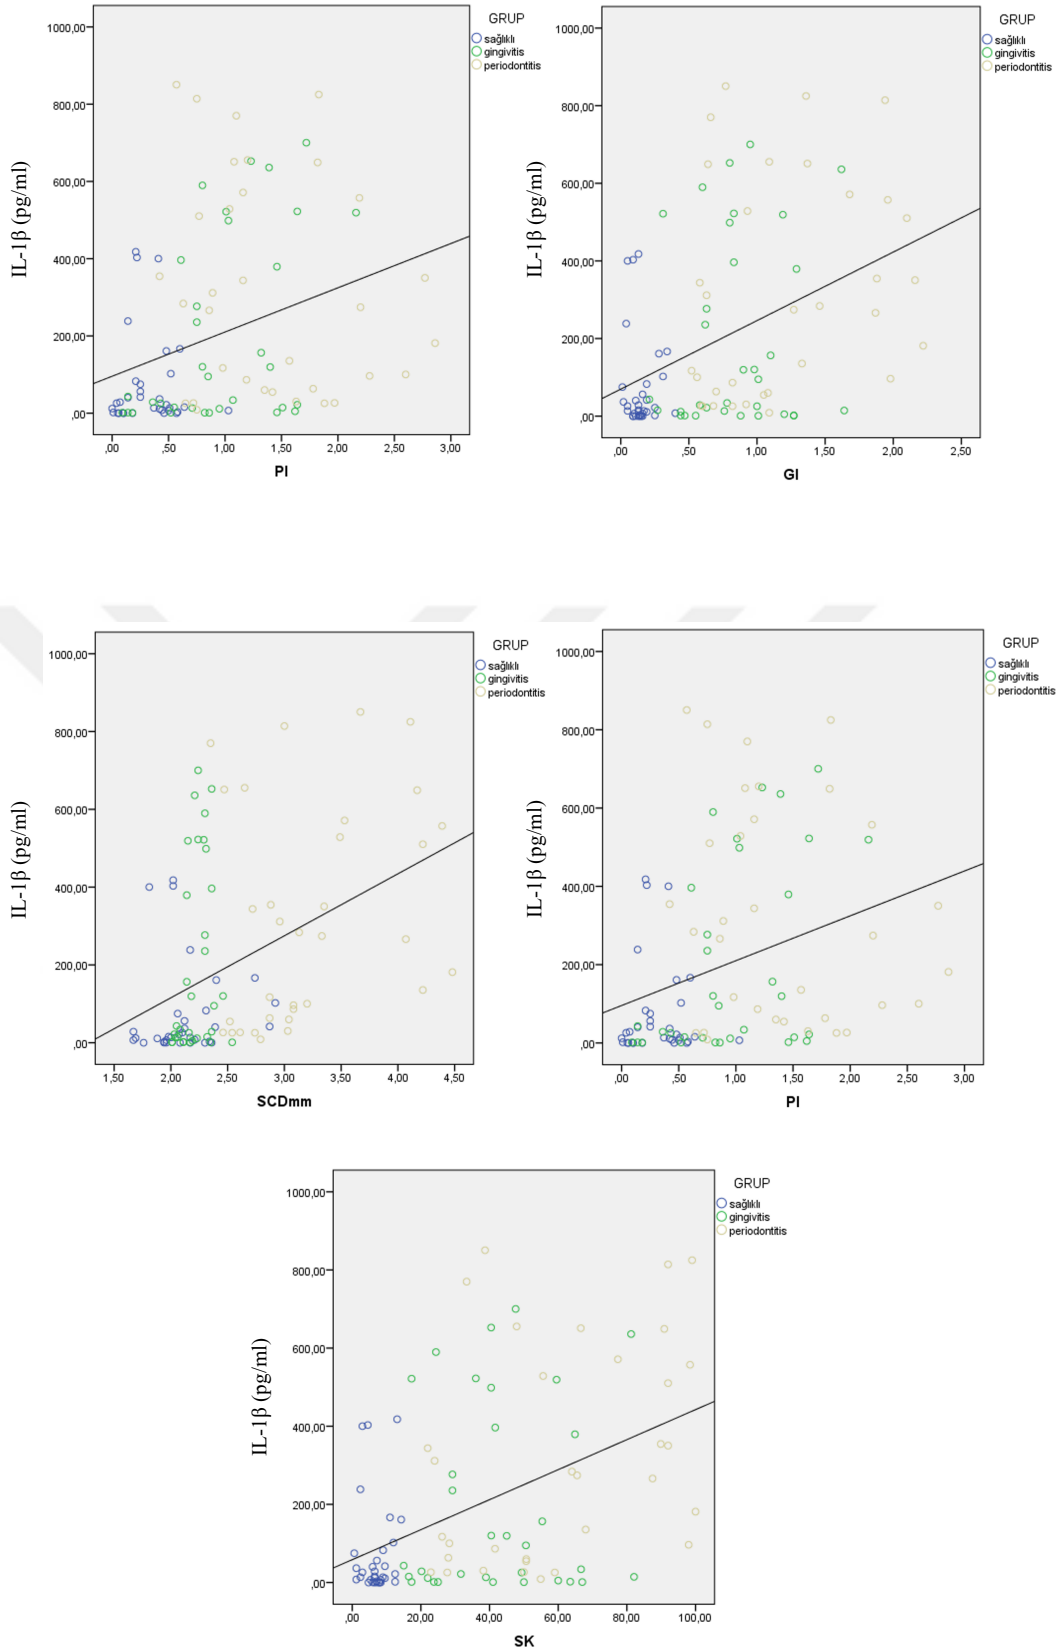 GRUP
sağlıklı
gingivitis
periodontitis
1000,00
800,00
600,00
400,00
200,00
,00
IL-1β (pg/ml)
,00 ,50 1,00 1,50 2,00 2,50 3,00
PI
GRUP
sağlıklı
gingivitis
periodontitis
1000,00
800,00
600,00
400,00
200,00
,00
IL-1β (pg/ml)
,00 ,50 1,00 1,50 2,00 2,50
GI
GRUP
sağlıklı
gingivitis
periodontitis
1000,00
800,00
600,00
400,00
200,00
,00
IL-1β (pg/ml)
1,50 2,00 2,50 3,00 3,50 4,00 4,50
SCDmm
GRUP
sağlıklı
gingivitis
periodontitis
1000,00
800,00
600,00
400,00
200,00
,00
IL-1β (pg/ml)
,00 ,50 1,00 1,50 2,00 2,50 3,00
PI
GRUP
sağlıklı
gingivitis
periodontitis
1000,00
800,00
600,00
400,00
200,00
,00
IL-1β (pg/ml)
,00 20,00 40,00 60,00 80,00 100,00
SK